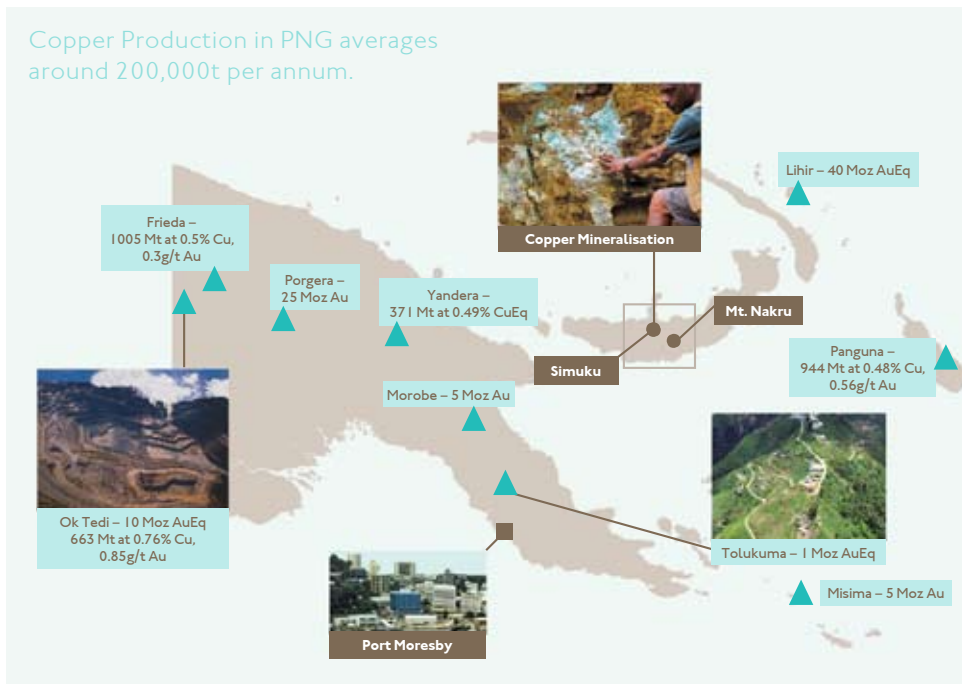 Copper Production in PNG averages
around 200,000t per annum.
Lihir – 40 Moz AuEq
Frieda –
1005 Mt at 0.5% Cu,
0.3g/t Au
Copper Mineralisation
Porgera –
25 Moz Au
Yandera –
371 Mt at 0.49% CuEq
Mt. Nakru
Simuku
Panguna –
944 Mt at 0.48% Cu,
0.56g/t Au
Morobe – 5 Moz Au
Ok Tedi – 10 Moz AuEq
663 Mt at 0.76% Cu,
0.85g/t Au
Tolukuma – 1 Moz AuEq
Misima – 5 Moz Au
Port Moresby